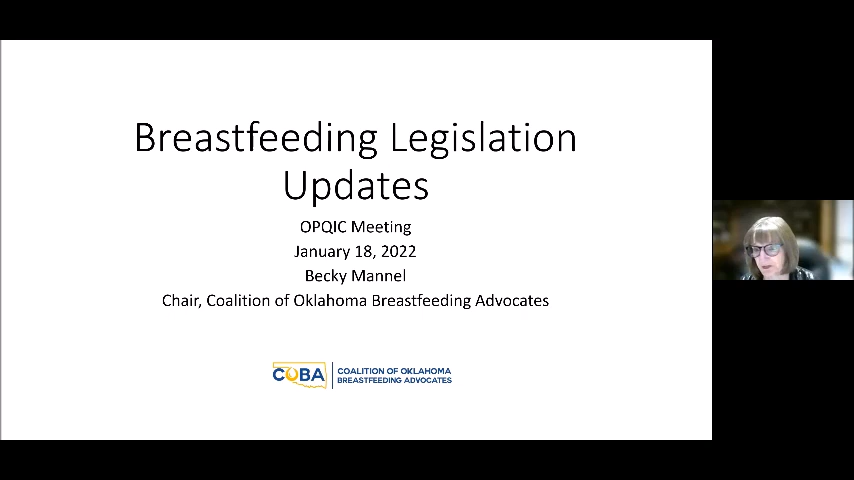 Breastfeeding Legislation
Updates
OPQIC Meeting
January 18, 2022
Becky Mannel
Chair, Coalition of Oklahoma Breastfeeding Advocates
COBA
COALITION OF OKLAHOMA
BREASTFEEDING ADVOCATES